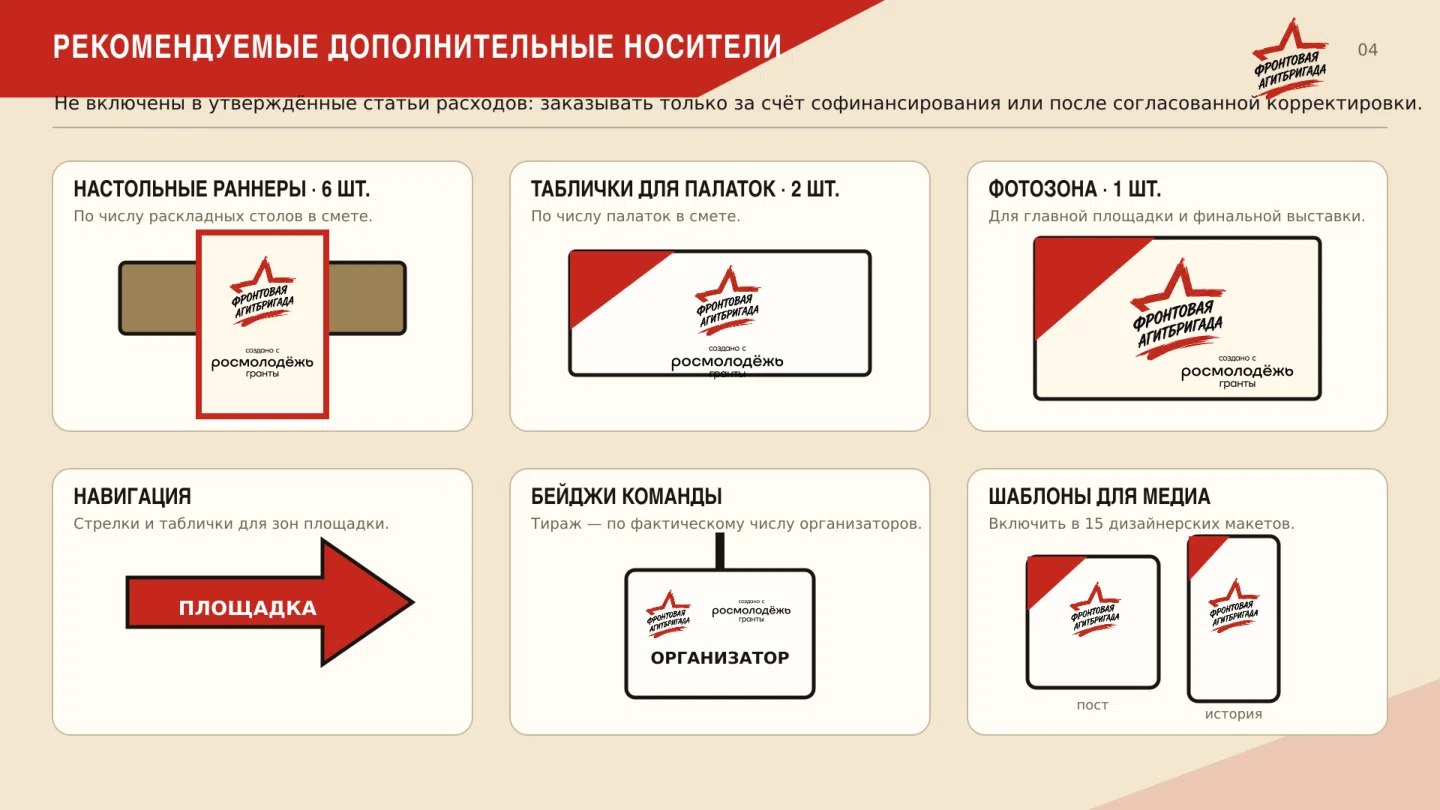 РЕКОМЕНДУЕМЫЕ ДОПОЛНИТЕЛЬНЫЕ НОСИТЕЛИ
ФРОНТОВАЯ
АГИТБРИГАДА
04
Не включены в утверждённые статьи расходов: заказывать только за счёт софинансирования или после согласованной корректировки.
НАСТОЛЬНЫЕ РАННЕРЫ · 6 ШТ.
По числу раскладных столов в смете.
ФРОНТОВАЯ
АГИТБРИГАДА
создано с
росмолодёжь
гранты
ТАБЛИЧКИ ДЛЯ ПАЛАТОК · 2 ШТ.
По числу палаток в смете.
ФРОНТОВАЯ
АГИТБРИГАДА
создано с
росмолодёжь
гранты
ФОТОЗОНА · 1 ШТ.
Для главной площадки и финальной выставки.
ФРОНТОВАЯ
АГИТБРИГАДА
создано с
росмолодёжь
гранты
НАВИГАЦИЯ
Стрелки и таблички для зон площадки.
ПЛОЩАДКА
БЕЙДЖИ КОМАНДЫ
Тираж — по фактическому числу организаторов.
ФРОНТОВАЯ
АГИТБРИГАДА
создано с
росмолодёжь
гранты
ОРГАНИЗАТОР
ШАБЛОНЫ ДЛЯ МЕДИА
Включить в 15 дизайнерских макетов.
ФРОНТОВАЯ
АГИТБРИГАДА
пост
ФРОНТОВАЯ
АГИТБРИГАДА
история